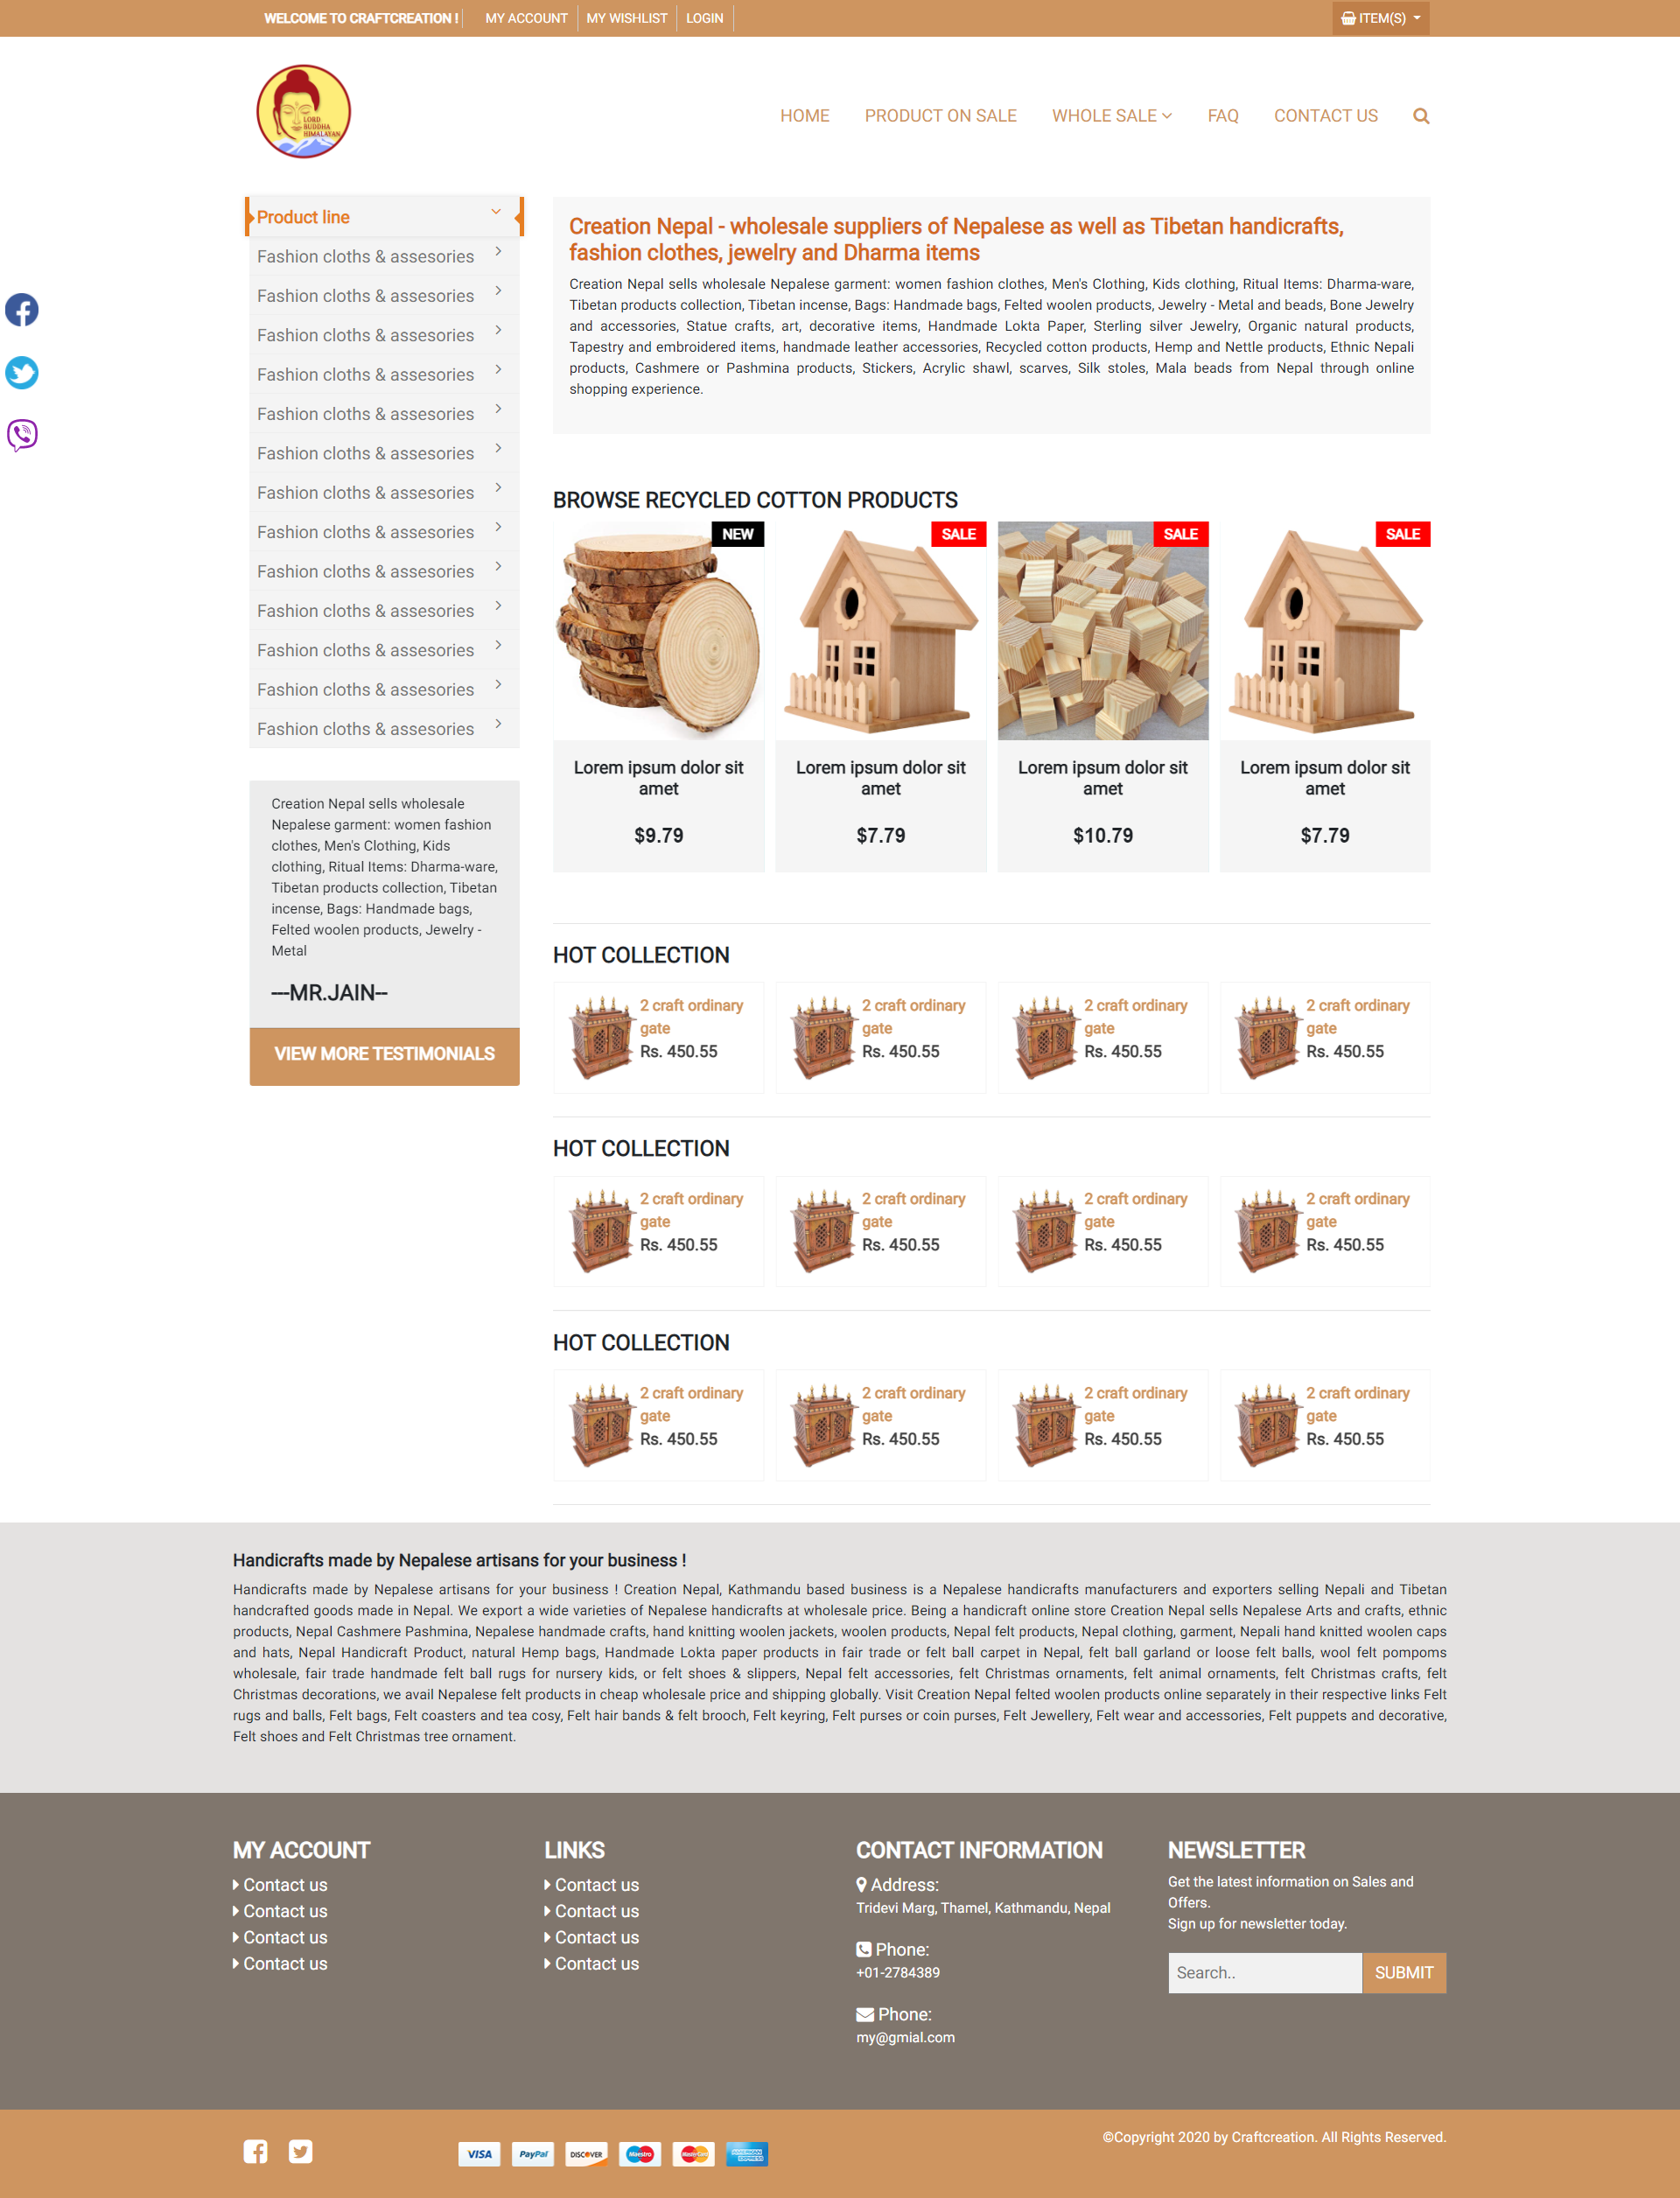 WELCOME TO CRAFTCREATION !
MY ACCOUNT
MY WISHLIST
LOGIN
ITEM(S)
LORD
BUDDHA
HIMALAYAN
HOME
PRODUCT ON SALE
WHOLE SALE
FAQ
CONTACT US
Product line
Fashion cloths & assesories
Fashion cloths & assesories
Fashion cloths & assesories
Fashion cloths & assesories
Fashion cloths & assesories
Fashion cloths & assesories
Fashion cloths & assesories
Fashion cloths & assesories
Fashion cloths & assesories
Fashion cloths & assesories
Fashion cloths & assesories
Fashion cloths & assesories
Fashion cloths & assesories
Creation Nepal sells wholesale
Nepalese garment: women fashion
clothes, Men's Clothing, Kids
clothing, Ritual Items: Dharma-ware,
Tibetan products collection, Tibetan
incense, Bags: Handmade bags,
Felted woolen products, Jewelry -
Metal
---MR.JAIN--
VIEW MORE TESTIMONIALS
Creation Nepal - wholesale suppliers of Nepalese as well as Tibetan handicrafts,
fashion clothes, jewelry and Dharma items
Creation Nepal sells wholesale Nepalese garment: women fashion clothes, Men's Clothing, Kids clothing, Ritual Items: Dharma-ware,
Tibetan products collection, Tibetan incense, Bags: Handmade bags, Felted woolen products, Jewelry - Metal and beads, Bone Jewelry
and accessories, Statue crafts, art, decorative items, Handmade Lokta Paper, Sterling silver Jewelry, Organic natural products,
Tapestry and embroidered items, handmade leather accessories, Recycled cotton products, Hemp and Nettle products, Ethnic Nepali
products, Cashmere or Pashmina products, Stickers, Acrylic shawl, scarves, Silk stoles, Mala beads from Nepal through online
shopping experience.
BROWSE RECYCLED COTTON PRODUCTS
NEW
Lorem ipsum dolor sit
amet
$9.79
SALE
Lorem ipsum dolor sit
amet
$7.79
SALE
Lorem ipsum dolor sit
amet
$10.79
SALE
Lorem ipsum dolor sit
amet
$7.79
HOT COLLECTION
2 craft ordinary
gate
Rs. 450.55
2 craft ordinary
gate
Rs. 450.55
2 craft ordinary
gate
Rs. 450.55
2 craft ordinary
gate
Rs. 450.55
HOT COLLECTION
2 craft ordinary
gate
Rs. 450.55
2 craft ordinary
gate
Rs. 450.55
2 craft ordinary
gate
Rs. 450.55
2 craft ordinary
gate
Rs. 450.55
HOT COLLECTION
2 craft ordinary
gate
Rs. 450.55
2 craft ordinary
gate
Rs. 450.55
2 craft ordinary
gate
Rs. 450.55
2 craft ordinary
gate
Rs. 450.55
Handicrafts made by Nepalese artisans for your business !
Handicrafts made by Nepalese artisans for your business ! Creation Nepal, Kathmandu based business is a Nepalese handicrafts manufacturers and exporters selling Nepali and Tibetan
handcrafted goods made in Nepal. We export a wide varieties of Nepalese handicrafts at wholesale price. Being a handicraft online store Creation Nepal sells Nepalese Arts and crafts, ethnic
products, Nepal Cashmere Pashmina, Nepalese handmade crafts, hand knitting woolen jackets, woolen products, Nepal felt products, Nepal clothing, garment, Nepali hand knitted woolen caps
and hats, Nepal Handicraft Product, natural Hemp bags, Handmade Lokta paper products in fair trade or felt ball carpet in Nepal, felt ball garland or loose felt balls, wool felt pompoms
wholesale, fair trade handmade felt ball rugs for nursery kids, or felt shoes & slippers, Nepal felt accessories, felt Christmas ornaments, felt animal ornaments, felt Christmas crafts, felt
Christmas decorations, we avail Nepalese felt products in cheap wholesale price and shipping globally. Visit Creation Nepal felted woolen products online separately in their respective links Felt
rugs and balls, Felt bags, Felt coasters and tea cosy, Felt hair bands & felt brooch, Felt keyring, Felt purses or coin purses, Felt Jewellery, Felt wear and accessories, Felt puppets and decorative,
Felt shoes and Felt Christmas tree ornament.
MY ACCOUNT
Contact us
Contact us
Contact us
Contact us
LINKS
Contact us
Contact us
Contact us
Contact us
CONTACT INFORMATION
Address:
Tridevi Marg, Thamel, Kathmandu, Nepal
Phone:
+01-2784389
Phone:
my@gmial.com
NEWSLETTER
Get the latest information on Sales and
Offers.
Sign up for newsletter today.
Search..
SUBMIT
VISA
PayPal
DISCOVER
Maestro
MasterCard
AMERICAN
EXPRESS
©Copyright 2020 by Craftcreation. All Rights Reserved.